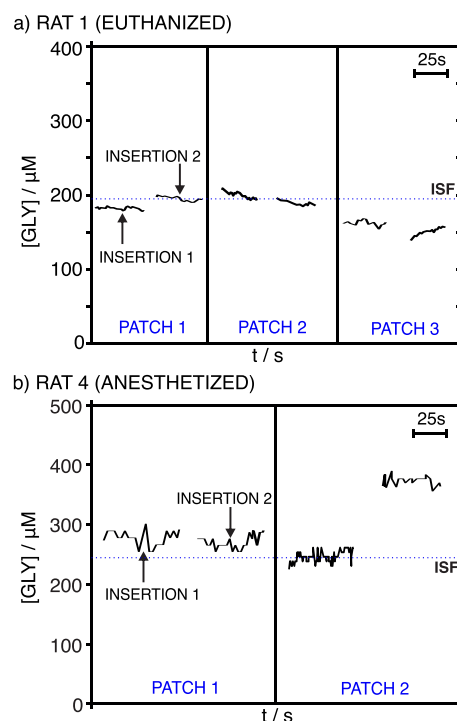 a) RAT 1 (EUTHANIZED)
400
300
200
100
0
[GLY] / µM
25s
INSERTION 2
ISF
INSERTION 1
PATCH 1
PATCH 2
PATCH 3
t / s
b) RAT 4 (ANESTHETIZED)
500
400
300
200
100
0
[GLY] / µM
25s
INSERTION 2
INSERTION 1
ISF
PATCH 1
PATCH 2
t / s